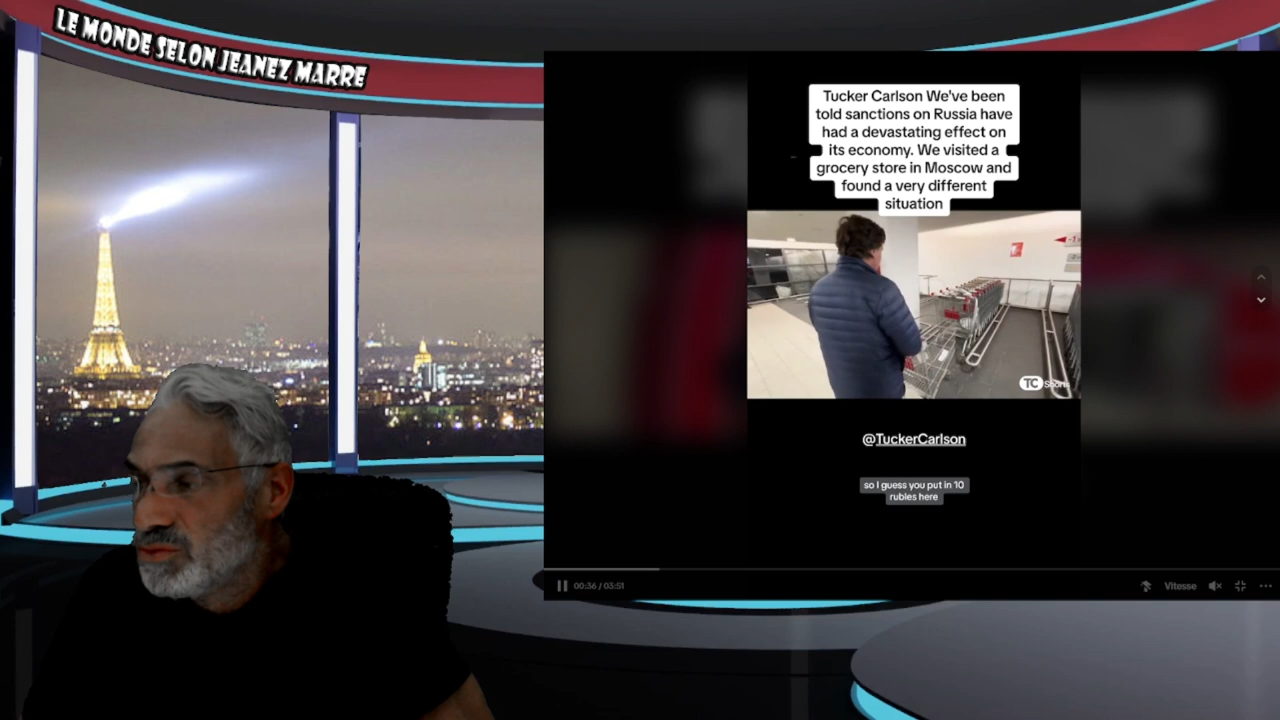 LE MONDE SELON JEANEZ MARRE
Tucker Carlson We've been
told sanctions on Russia have
had a devastating effect on
its economy. We visited a
grocery store in Moscow and
found a very different
situation
TC Shorts
@TuckerCarlson
so I guess you put in 10
rubles here
00:36 / 03:51
Vitesse